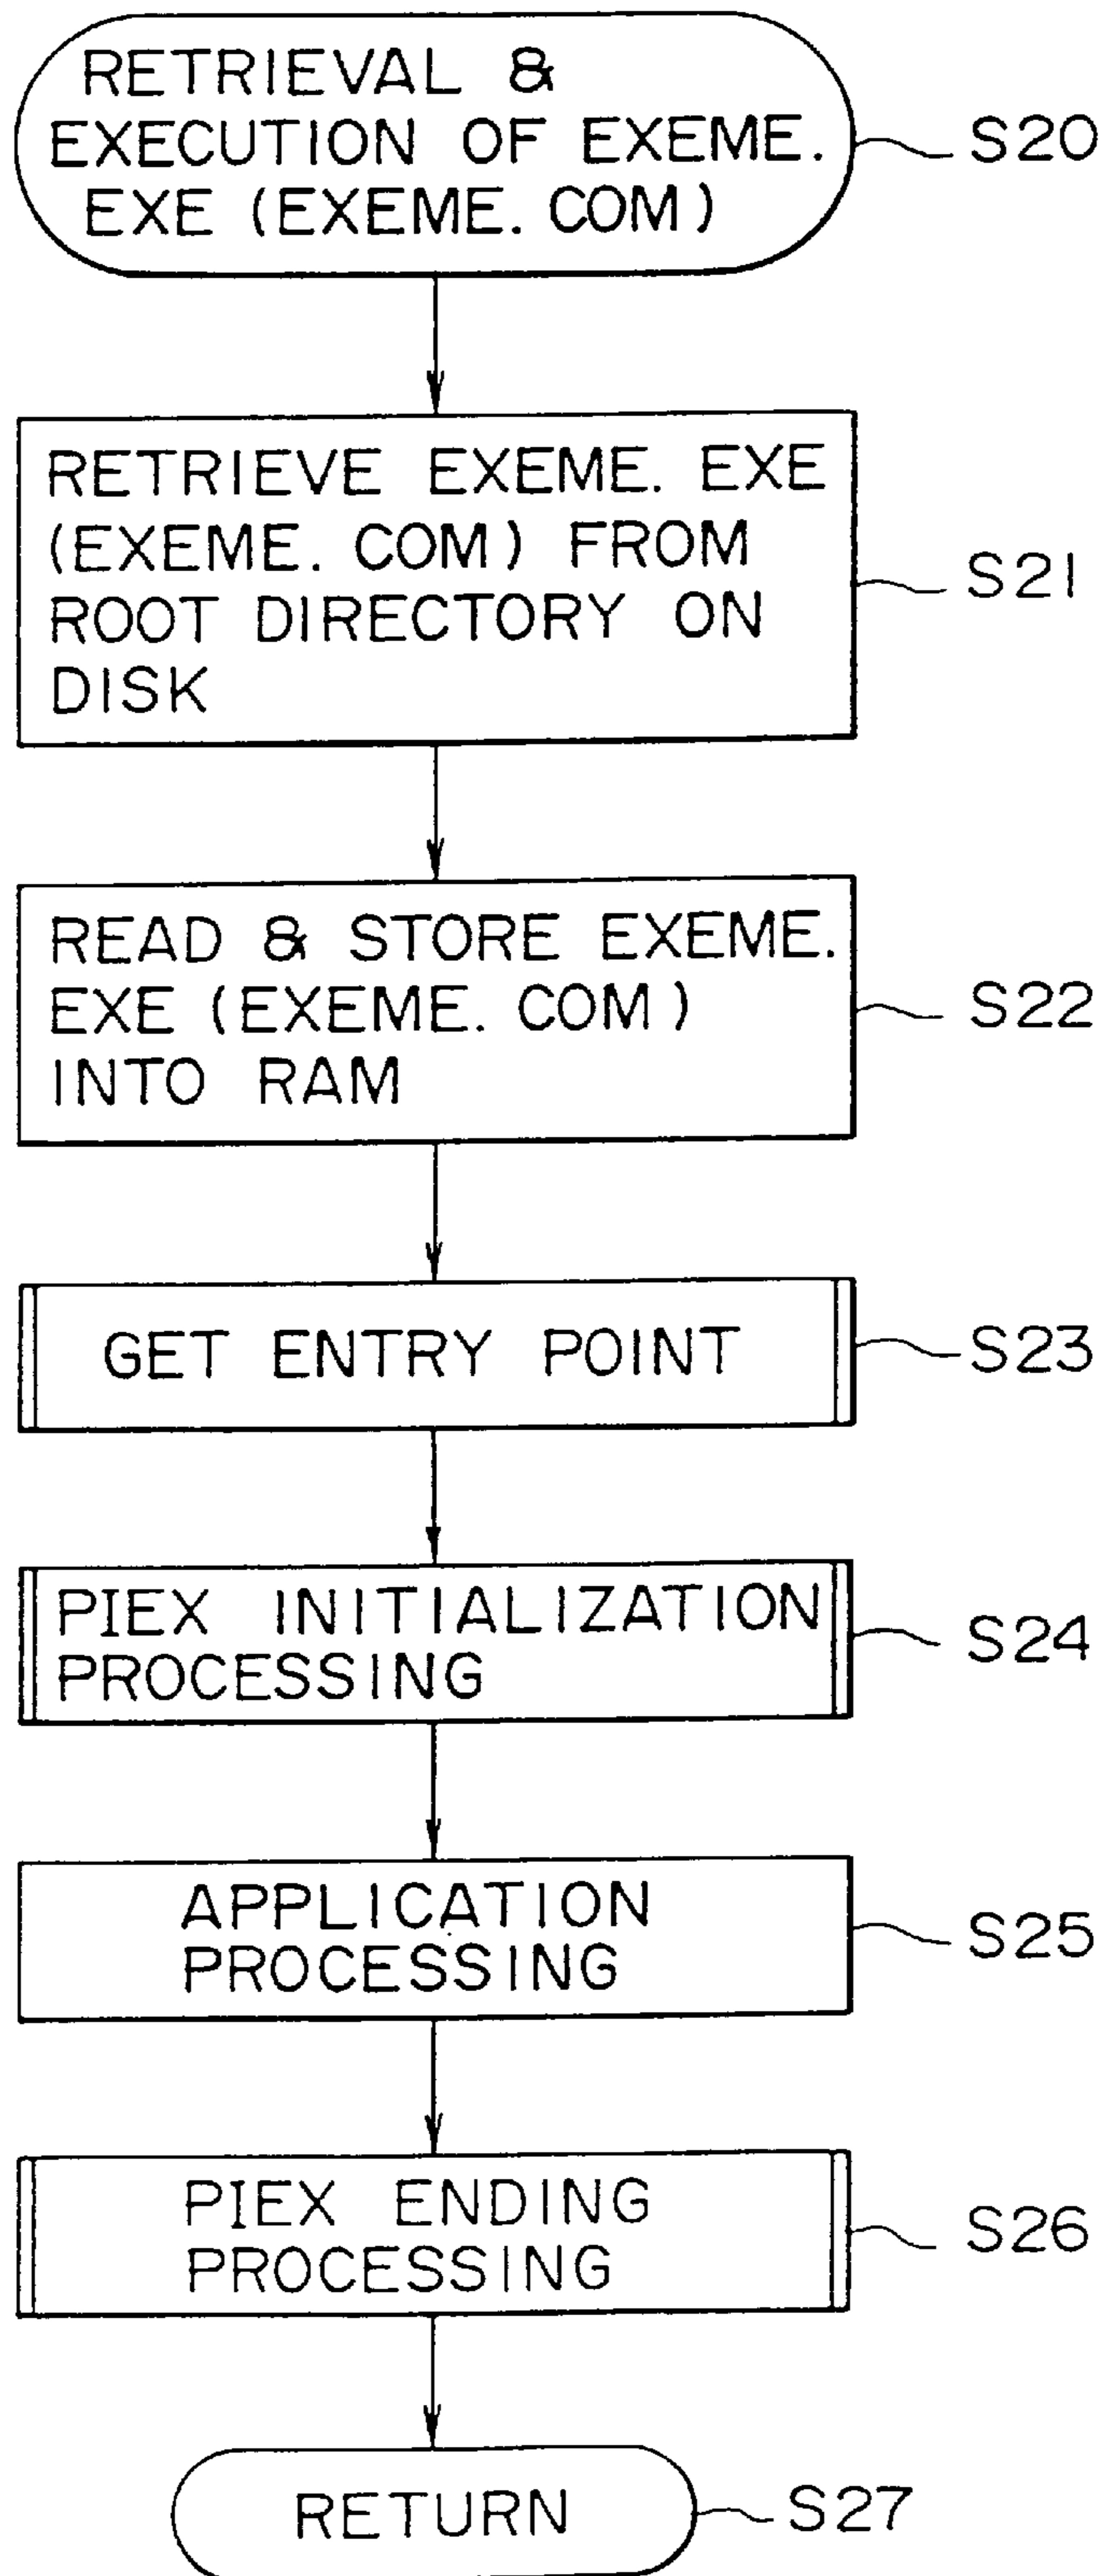 RETRIEVAL &
EXECUTION OF EXEME.
EXE (EXEME. COM)
S20
RETRIEVE EXEME. EXE
(EXEME. COM) FROM
ROOT DIRECTORY ON
DISK
S21
READ & STORE EXEME.
EXE (EXEME. COM)
INTO RAM
S22
GET ENTRY POINT
S23
PIEX INITIALIZATION
PROCESSING
S24
APPLICATION
PROCESSING
S25
PIEX ENDING
PROCESSING
S26
RETURN
S27